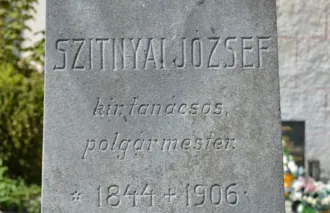 SZITNYAI JÓZSEF
kir. tanácsos,
polgármester.
* 1844 + 1906